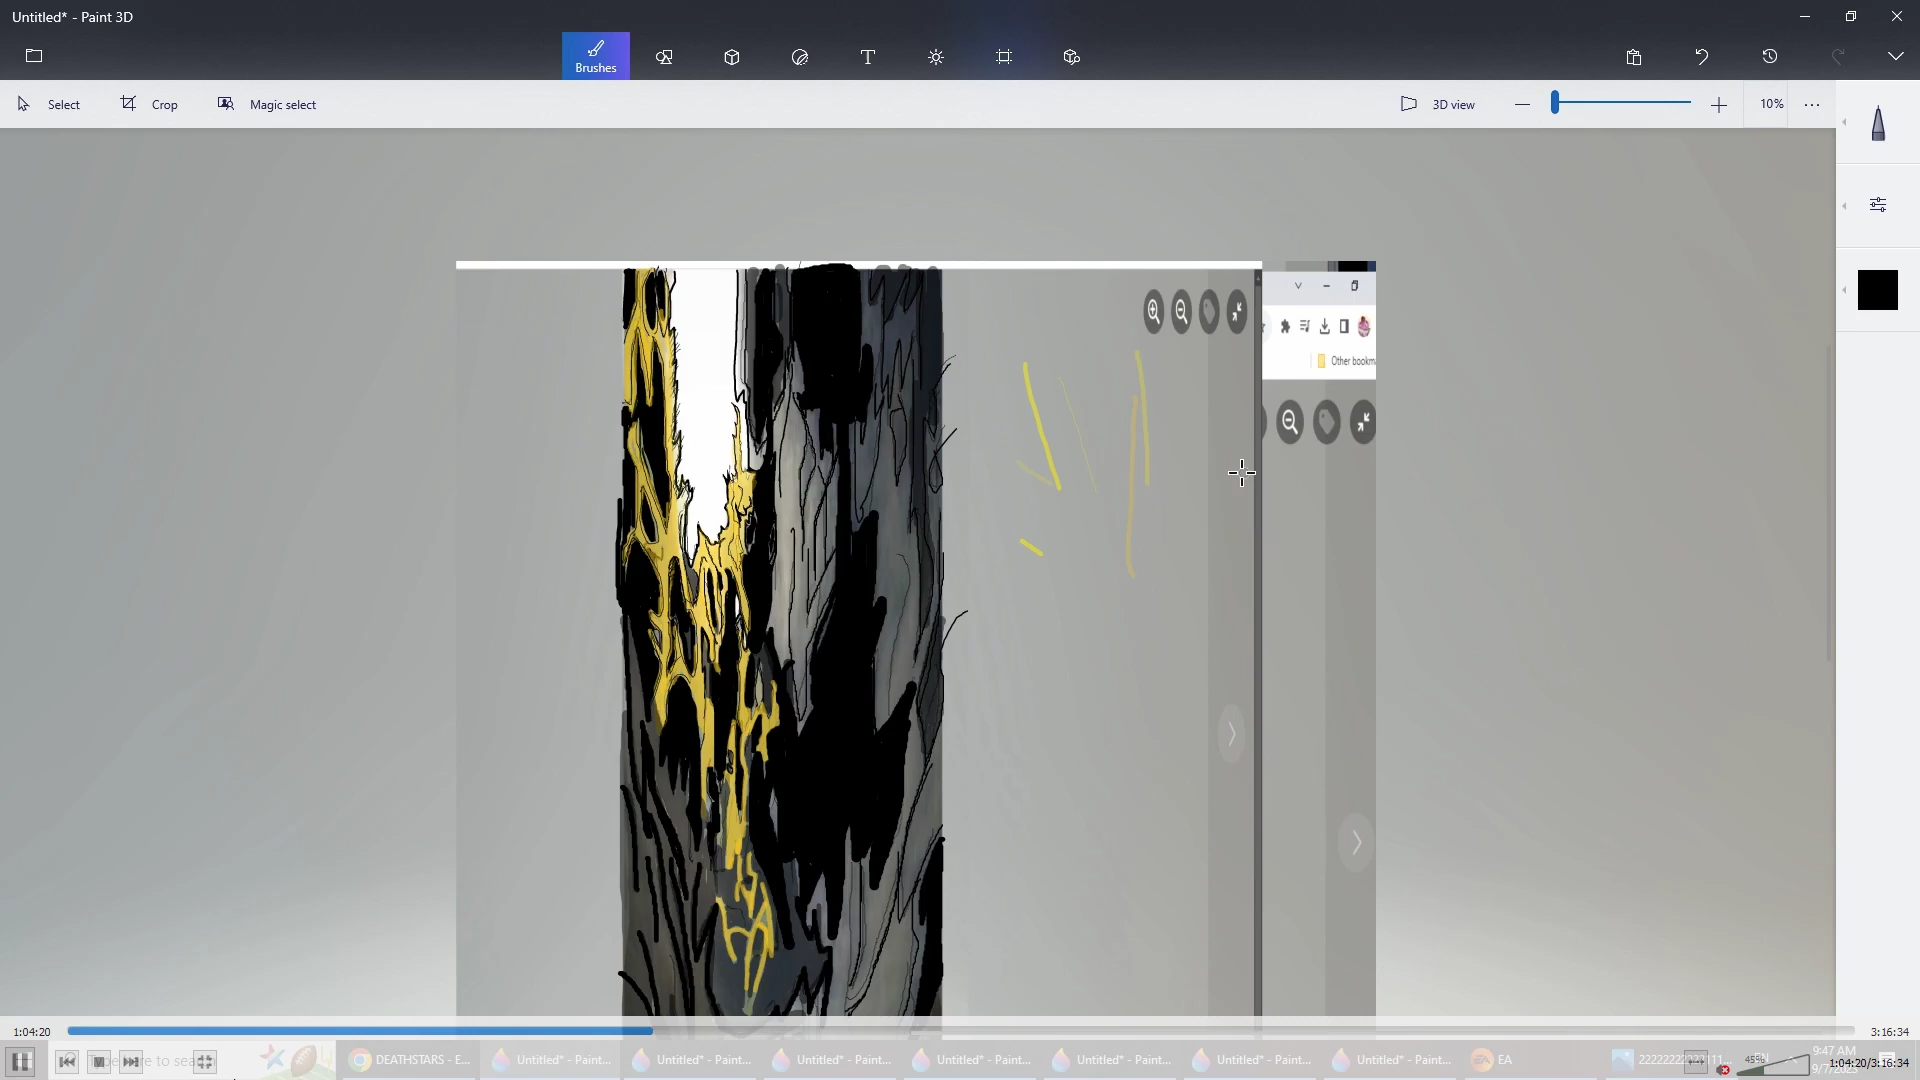 Untitled* - Paint 3D
Brushes
Select
Crop
Magic select
3D view
10%
Other bookm
1:04:20
3:16:34
DEATHSTARS - E...
Untitled* - Paint...
Untitled* - Paint...
Untitled* - Paint...
Untitled* - Paint...
Untitled* - Paint...
Untitled* - Paint...
Untitled* - Paint...
EA
EA
45%
9:47 AM
1:04:20/3:16:34